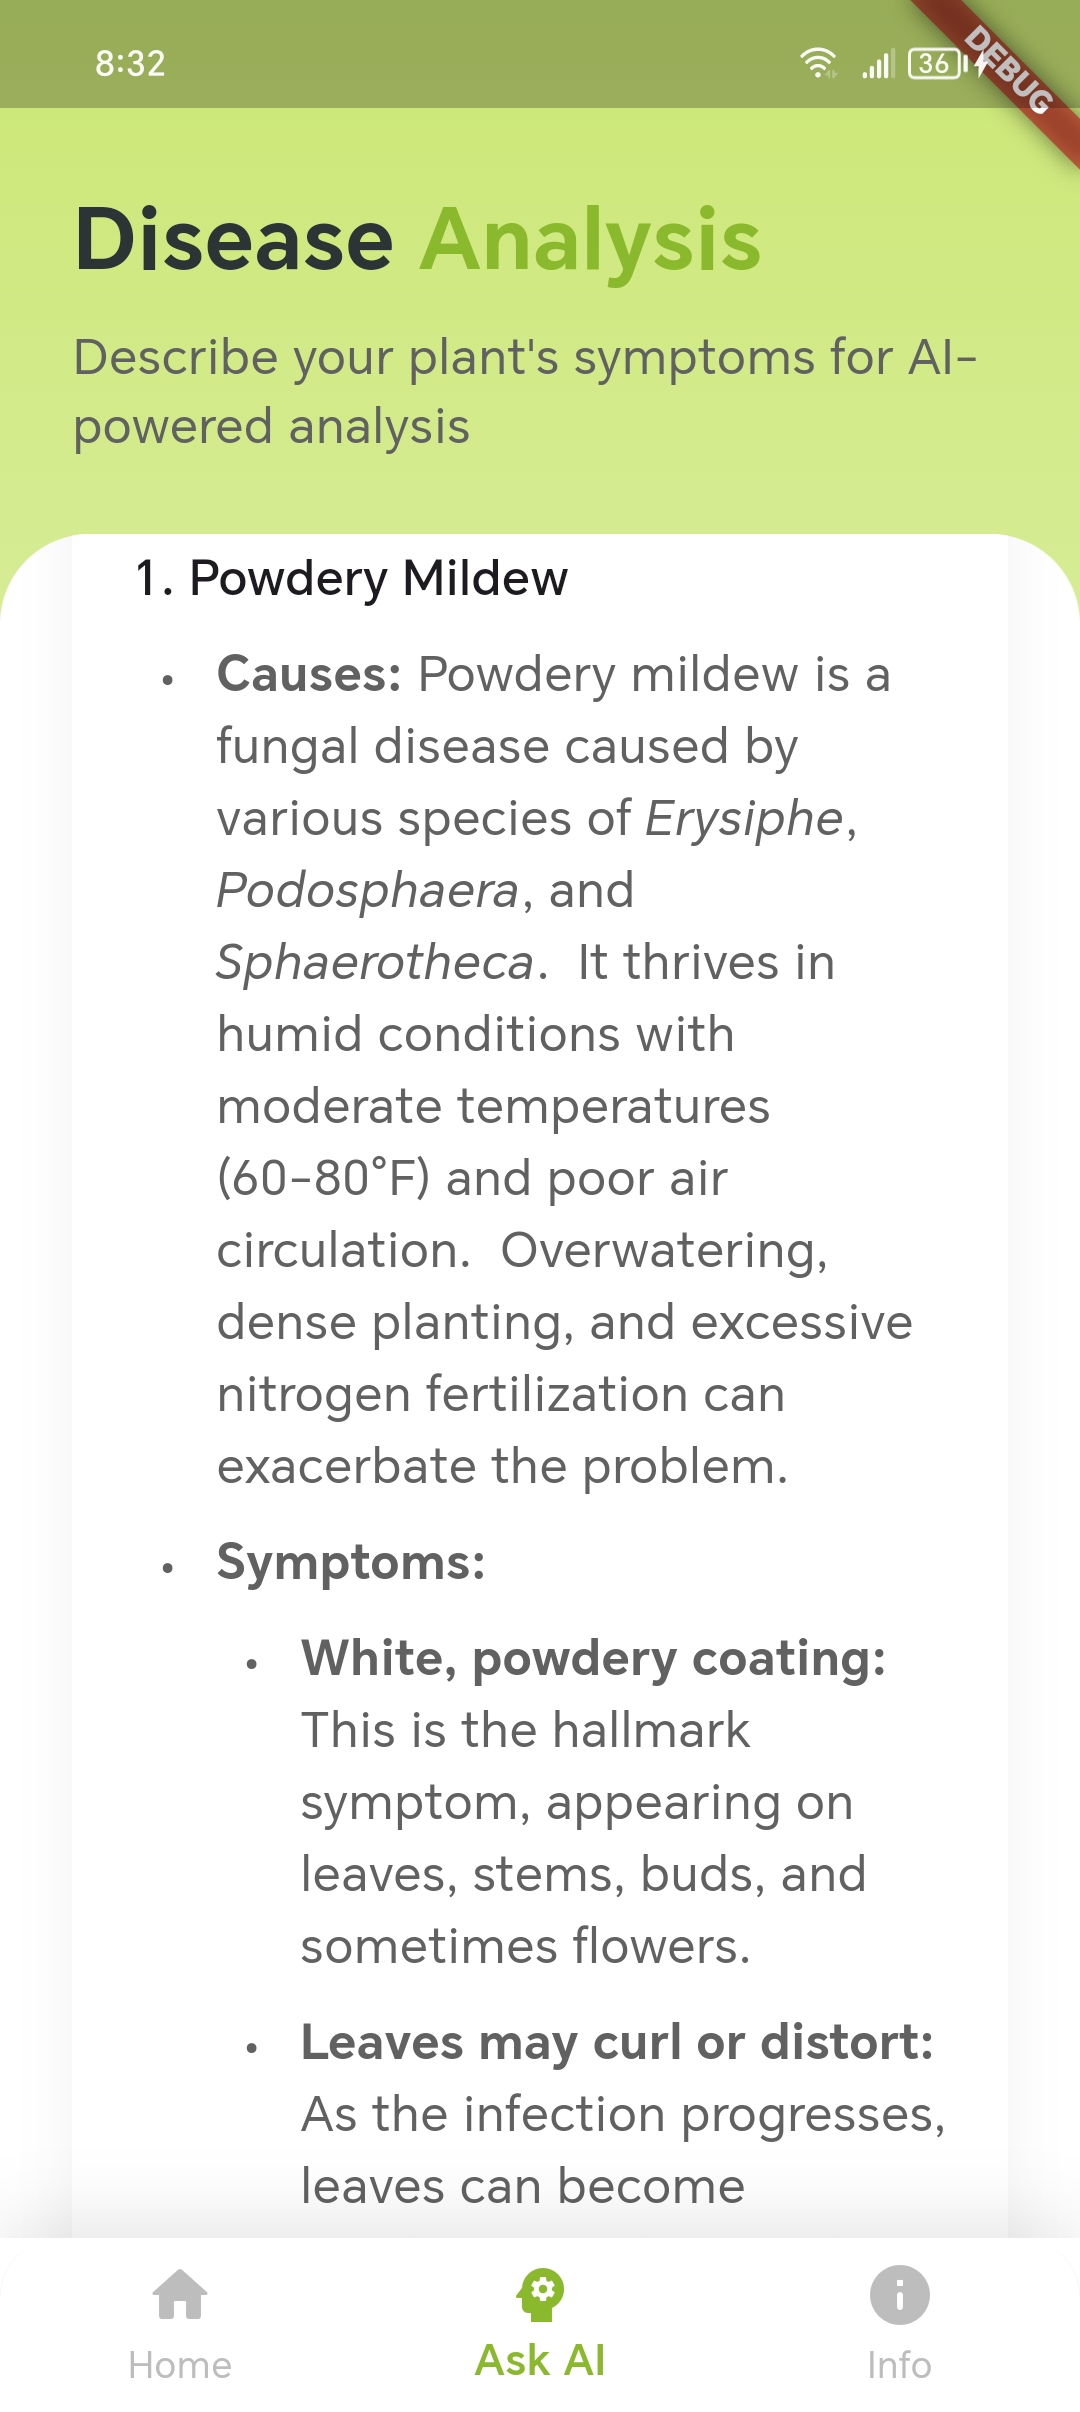 8:32
36
DEBUG
Disease Analysis
Describe your plant's symptoms for AI-
powered analysis
1. Powdery Mildew
• Causes: Powdery mildew is a
fungal disease caused by
various species of Erysiphe,
Podosphaera, and
Sphaerotheca.  It thrives in
humid conditions with
moderate temperatures
(60-80°F) and poor air
circulation.  Overwatering,
dense planting, and excessive
nitrogen fertilization can
exacerbate the problem.
• Symptoms:
• White, powdery coating:
This is the hallmark
symptom, appearing on
leaves, stems, buds, and
sometimes flowers.
• Leaves may curl or distort:
As the infection progresses,
leaves can become
Home
Ask AI
Info